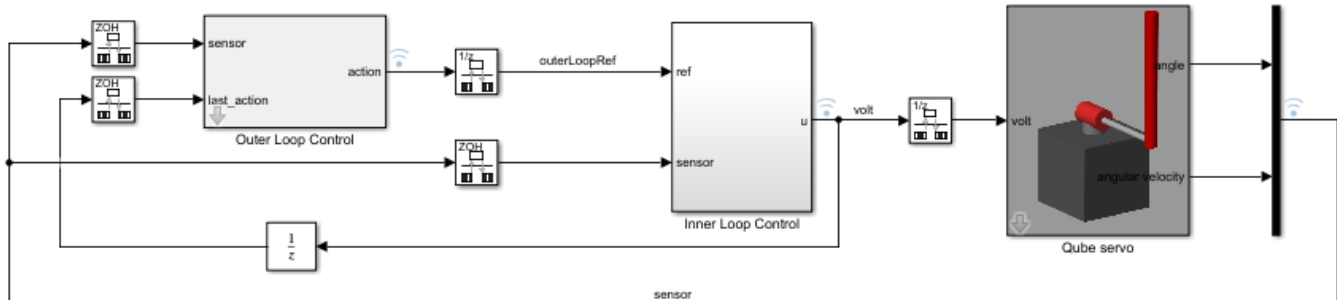 ZOH
sensor
action
1/z
outerLoopRef
ref
angle
ZOH
last_action
volt
1/z
u
volt
Outer Loop Control
ZOH
sensor
angular velocity
Inner Loop Control
Qube servo
1
z
sensor